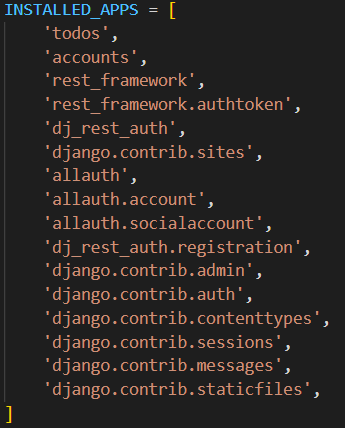 INSTALLED_APPS = [
    'todos',
    'accounts',
    'rest_framework',
    'rest_framework.authtoken',
    'dj_rest_auth',
    'django.contrib.sites',
    'allauth',
    'allauth.account',
    'allauth.socialaccount',
    'dj_rest_auth.registration',
    'django.contrib.admin',
    'django.contrib.auth',
    'django.contrib.contenttypes',
    'django.contrib.sessions',
    'django.contrib.messages',
    'django.contrib.staticfiles',
]